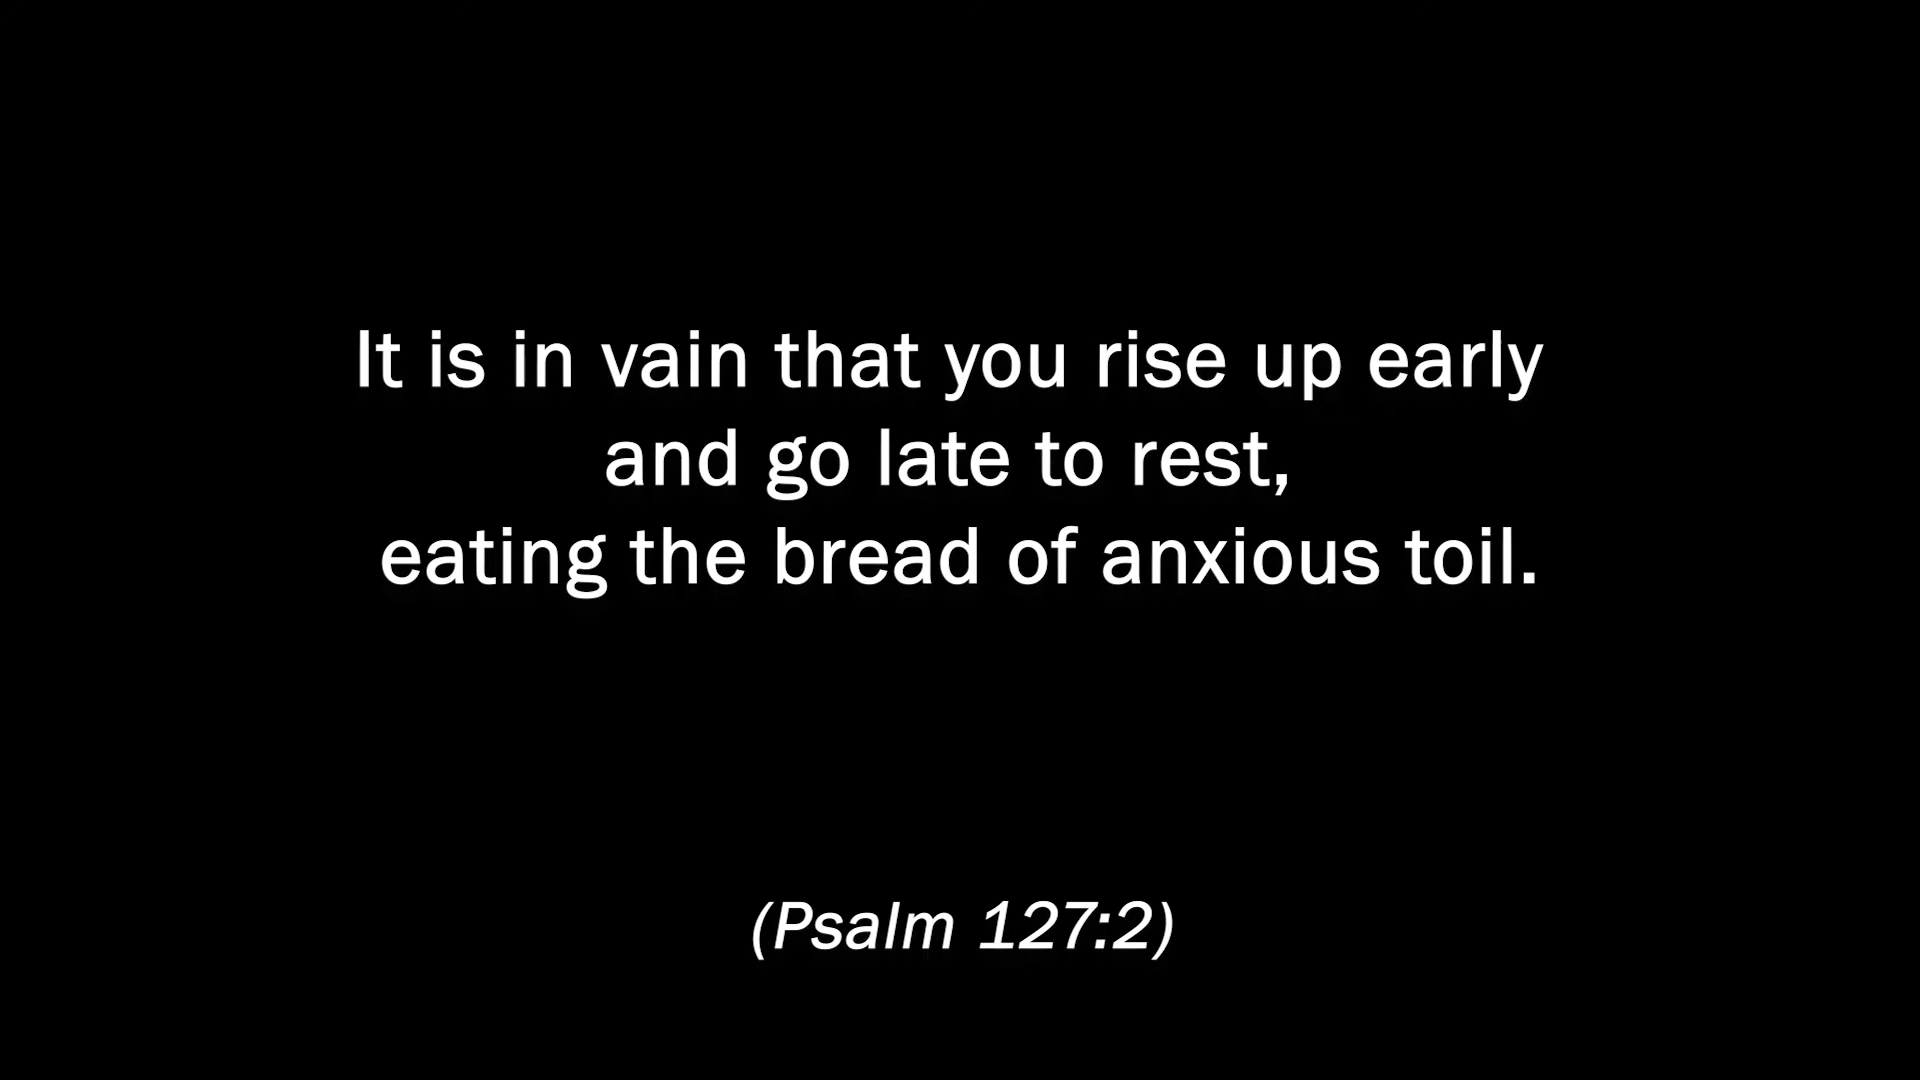 It is in vain that you rise up early
and go late to rest,
eating the bread of anxious toil.
(Psalm 127:2)